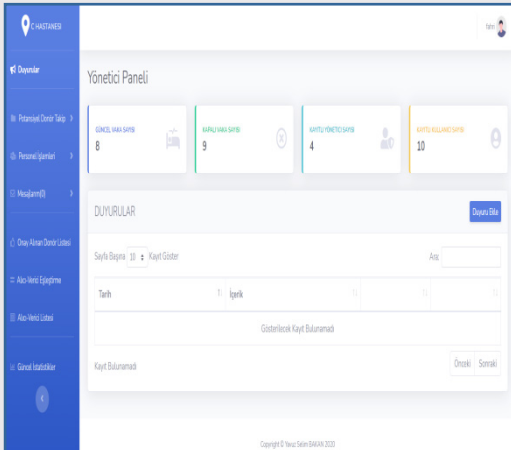 C HASTANESİ
fatin
Duyurular
Yönetici Paneli
Potansiyel Donör Takip
Personel İşlemleri
Mesajlarım(0)
Onay Alınan Donör Listesi
Alıcı-Verici Eşleştirme
Alıcı-Verici Listesi
Güncel İstatistikler
GÜNCEL VAKA SAYISI
8
KAPALI VAKA SAYISI
9
KAYITLI YÖNETİCİ SAYISI
4
KAYITLI KULLANICI SAYISI
10
DUYURULAR
Duyuru Ekle
Sayfa Başına 10 Kayıt Göster
Ara:
Tarih İçerik
Gösterilecek Kayıt Bulunamadı
Kayıt Bulunamadı
Önceki Sonraki
Copyright © Yavuz Selim BAKAN 2020